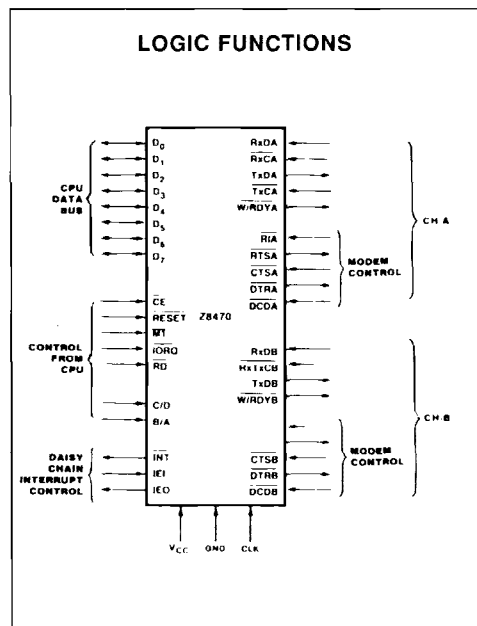 LOGIC FUNCTIONS
CPU
DATA
BUS
D0
D1
D2
D3
D4
D5
D6
D7
CONTROL
FROM
CPU
CE
RESET
M1
IORQ
RD
C/D
B/A
DAISY
CHAIN
INTERRUPT
CONTROL
INT
IEI
IEO
Z8470
RxDA
RxCA
TxDA
TxCA
W/RDYA
RIA
RTSA
CTSA
DTRA
DCDA
MODEM
CONTROL
CH-A
RxDB
RxTxCB
TxDB
W/RDYB
CTSB
DTRB
DCDB
MODEM
CONTROL
CH-B
VCC
GND
CLK